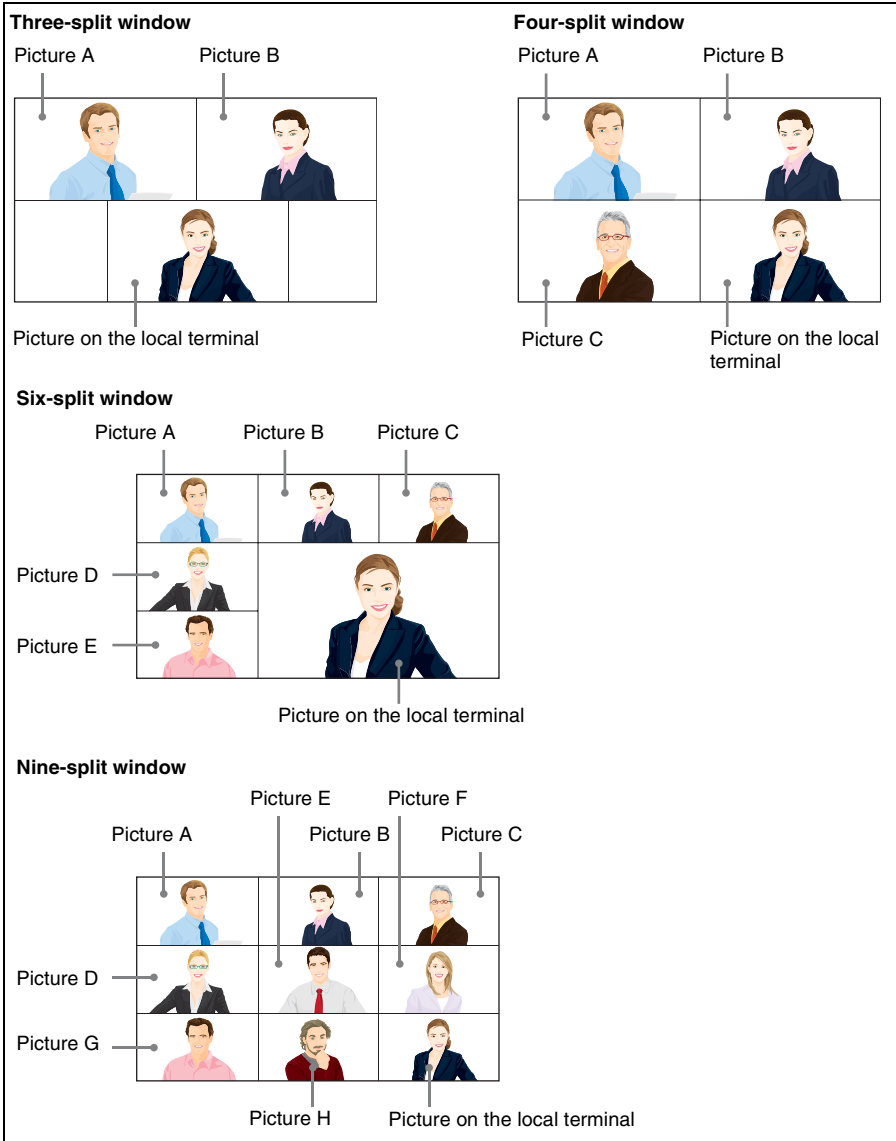 Three-split window
Four-split window
Picture A
Picture B
Picture A
Picture B
Picture on the local terminal
Picture C
Picture on the local
terminal
Six-split window
Picture A
Picture B
Picture C
Picture D
Picture E
Picture on the local terminal
Nine-split window
Picture E
Picture F
Picture A
Picture B
Picture C
Picture D
Picture G
Picture H
Picture on the local terminal